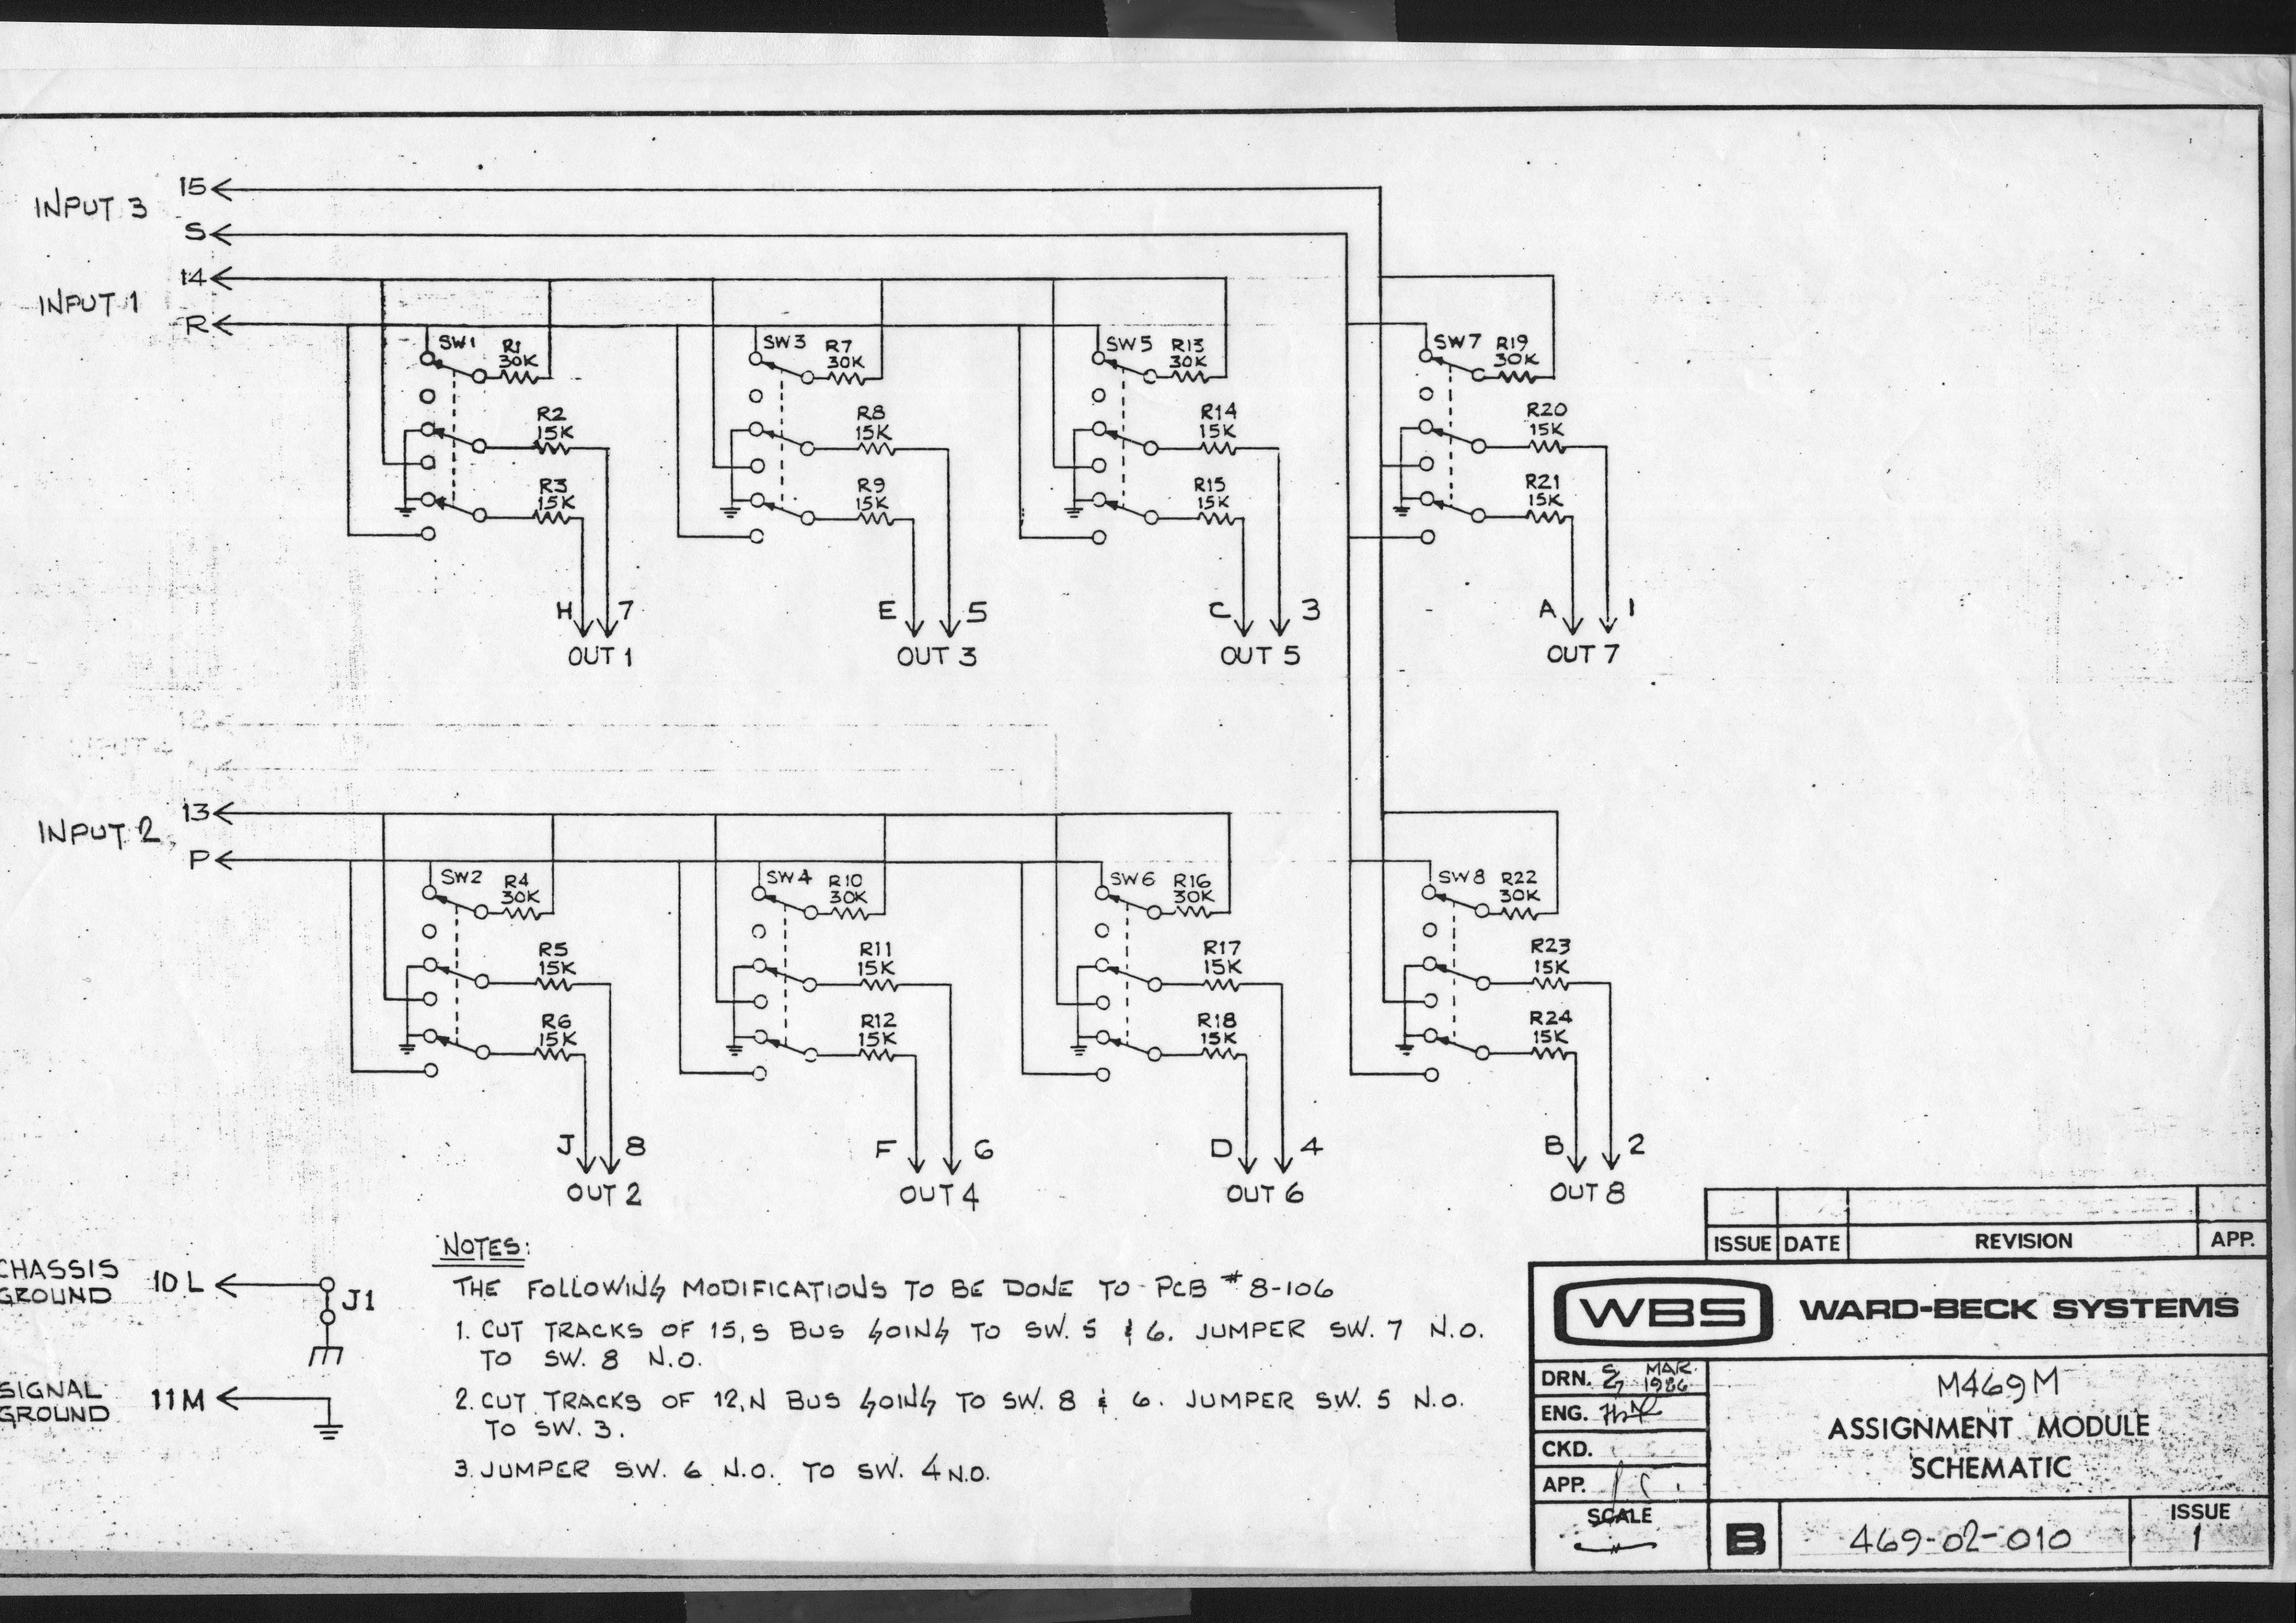 INPUT 3
15
S
INPUT 1
14
R
SW1 R1 30K
R2 15K
R3 15K
SW3 R7 30K
R8 15K
R9 15K
SW5 R13 30K
R14 15K
R15 15K
SW7 R19 30K
R20 15K
R21 15K
H 7
OUT 1
E 5
OUT 3
C 3
OUT 5
A 1
OUT 7
12
INPUT 2
13
P
SW2 R4 30K
R5 15K
R6 15K
SW4 R10 30K
R11 15K
R12 15K
SW6 R16 30K
R17 15K
R18 15K
SW8 R22 30K
R23 15K
R24 15K
J 8
OUT 2
F 6
OUT 4
D 4
OUT 6
B 2
OUT 8
CHASSIS
GROUND
10 L
J1
SIGNAL
GROUND
11 M
NOTES:
THE FOLLOWING MODIFICATIONS TO BE DONE TO PCB # 8-106
1. CUT TRACKS OF 15,S BUS GOING TO SW. 5 & 6. JUMPER SW. 7 N.O.
TO SW. 8 N.O.
2. CUT TRACKS OF 12,N BUS GOING TO SW. 8 & 6. JUMPER SW. 5 N.O.
TO SW. 3.
3. JUMPER SW. 6 N.O. TO SW. 4 N.O.
ISSUE DATE REVISION APP.
WBS WARD-BECK SYSTEMS
DRN. MAR. 1986
ENG.
CKD.
APP.
SCALE
M469M
ASSIGNMENT MODULE
SCHEMATIC
B
469-02-010
ISSUE
1